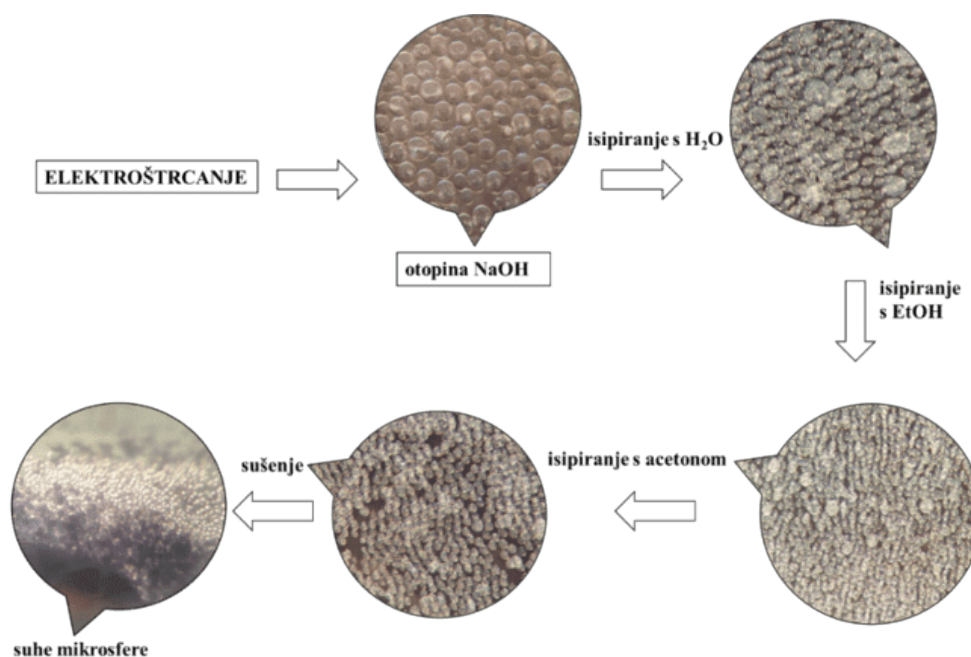 ELEKTROŠTRCANJE
otopina NaOH
isipiranje s H₂O
isipiranje
s EtOH
isipiranje s acetonom
sušenje
suhe mikrosfere